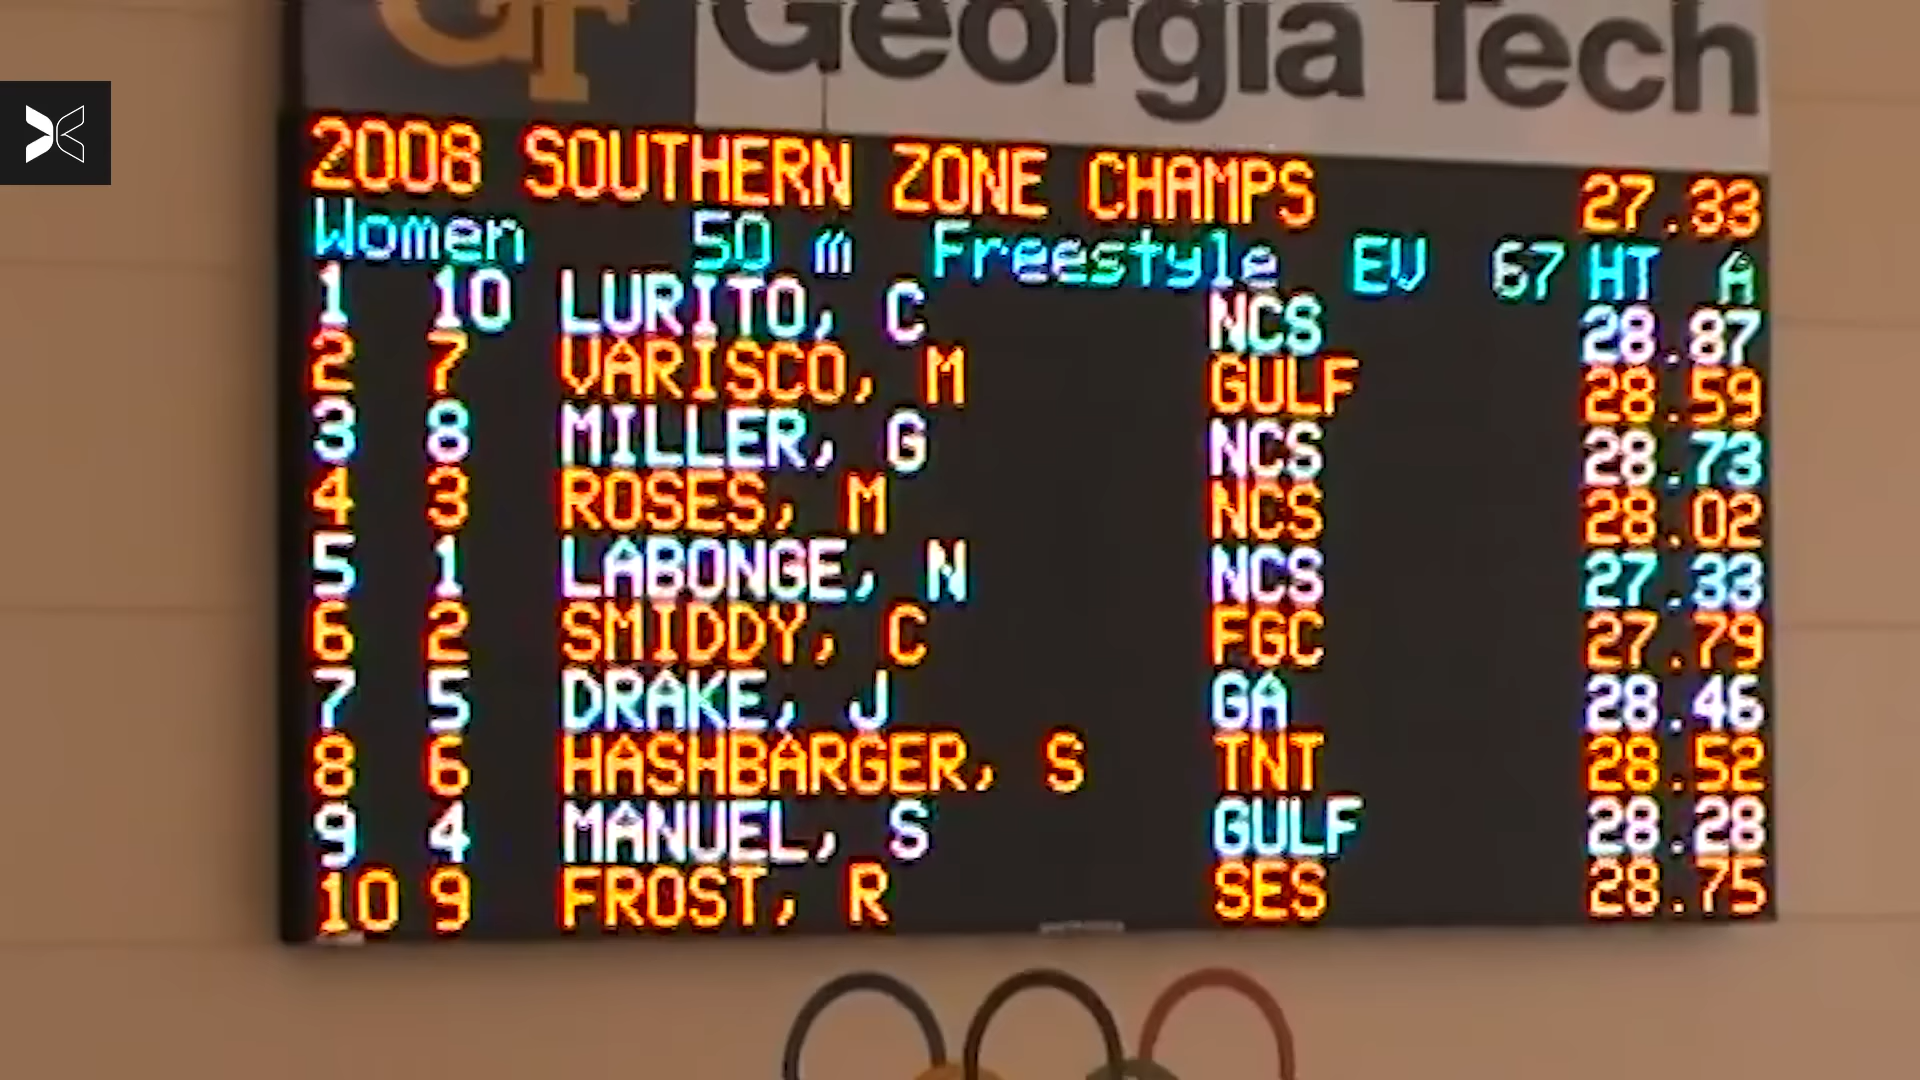 GT Georgia Tech
2008 SOUTHERN ZONE CHAMPS 27.33
Women 50 m Freestyle EV 67 HT A
1 10 LURITO, C NCS 28.87
2 7 VARISCO, M GULF 28.59
3 8 MILLER, G NCS 28.73
4 3 ROSES, M NCS 28.02
5 1 LABONGE, N NCS 27.33
6 2 SMIDDY, C FGC 27.79
7 5 DRAKE, J GA 28.46
8 6 HASHBARGER, S TNT 28.52
9 4 MANUEL, S GULF 28.28
10 9 FROST, R SES 28.75